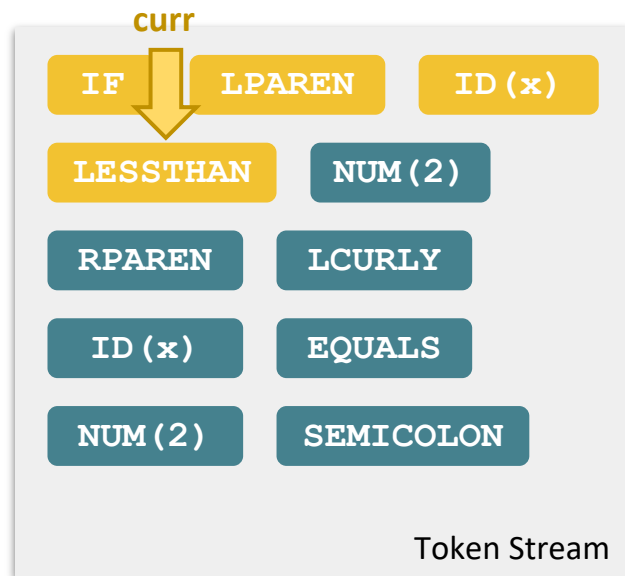 curr
IF LPAREN ID(x)
LESSTHAN NUM(2)
RPAREN LCURLY
ID(x) EQUALS
NUM(2) SEMICOLON
Token Stream